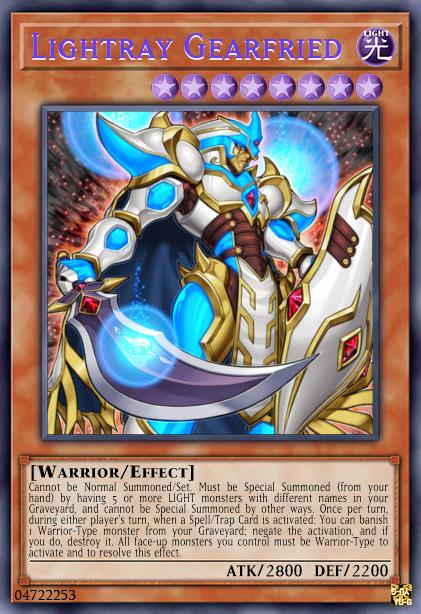 Lightray Gearfried
LIGHT
光
[Warrior/Effect]
Cannot be Normal Summoned/Set. Must be Special Summoned (from your
hand) by having 5 or more LIGHT monsters with different names in your
Graveyard, and cannot be Special Summoned by other ways. Once per turn,
during either player's turn, when a Spell/Trap Card is activated: You can banish
1 Warrior-Type monster from your Graveyard; negate the activation, and if
you do, destroy it. All face-up monsters you control must be Warrior-Type to
activate and to resolve this effect.
ATK/2800 DEF/2200
04722253